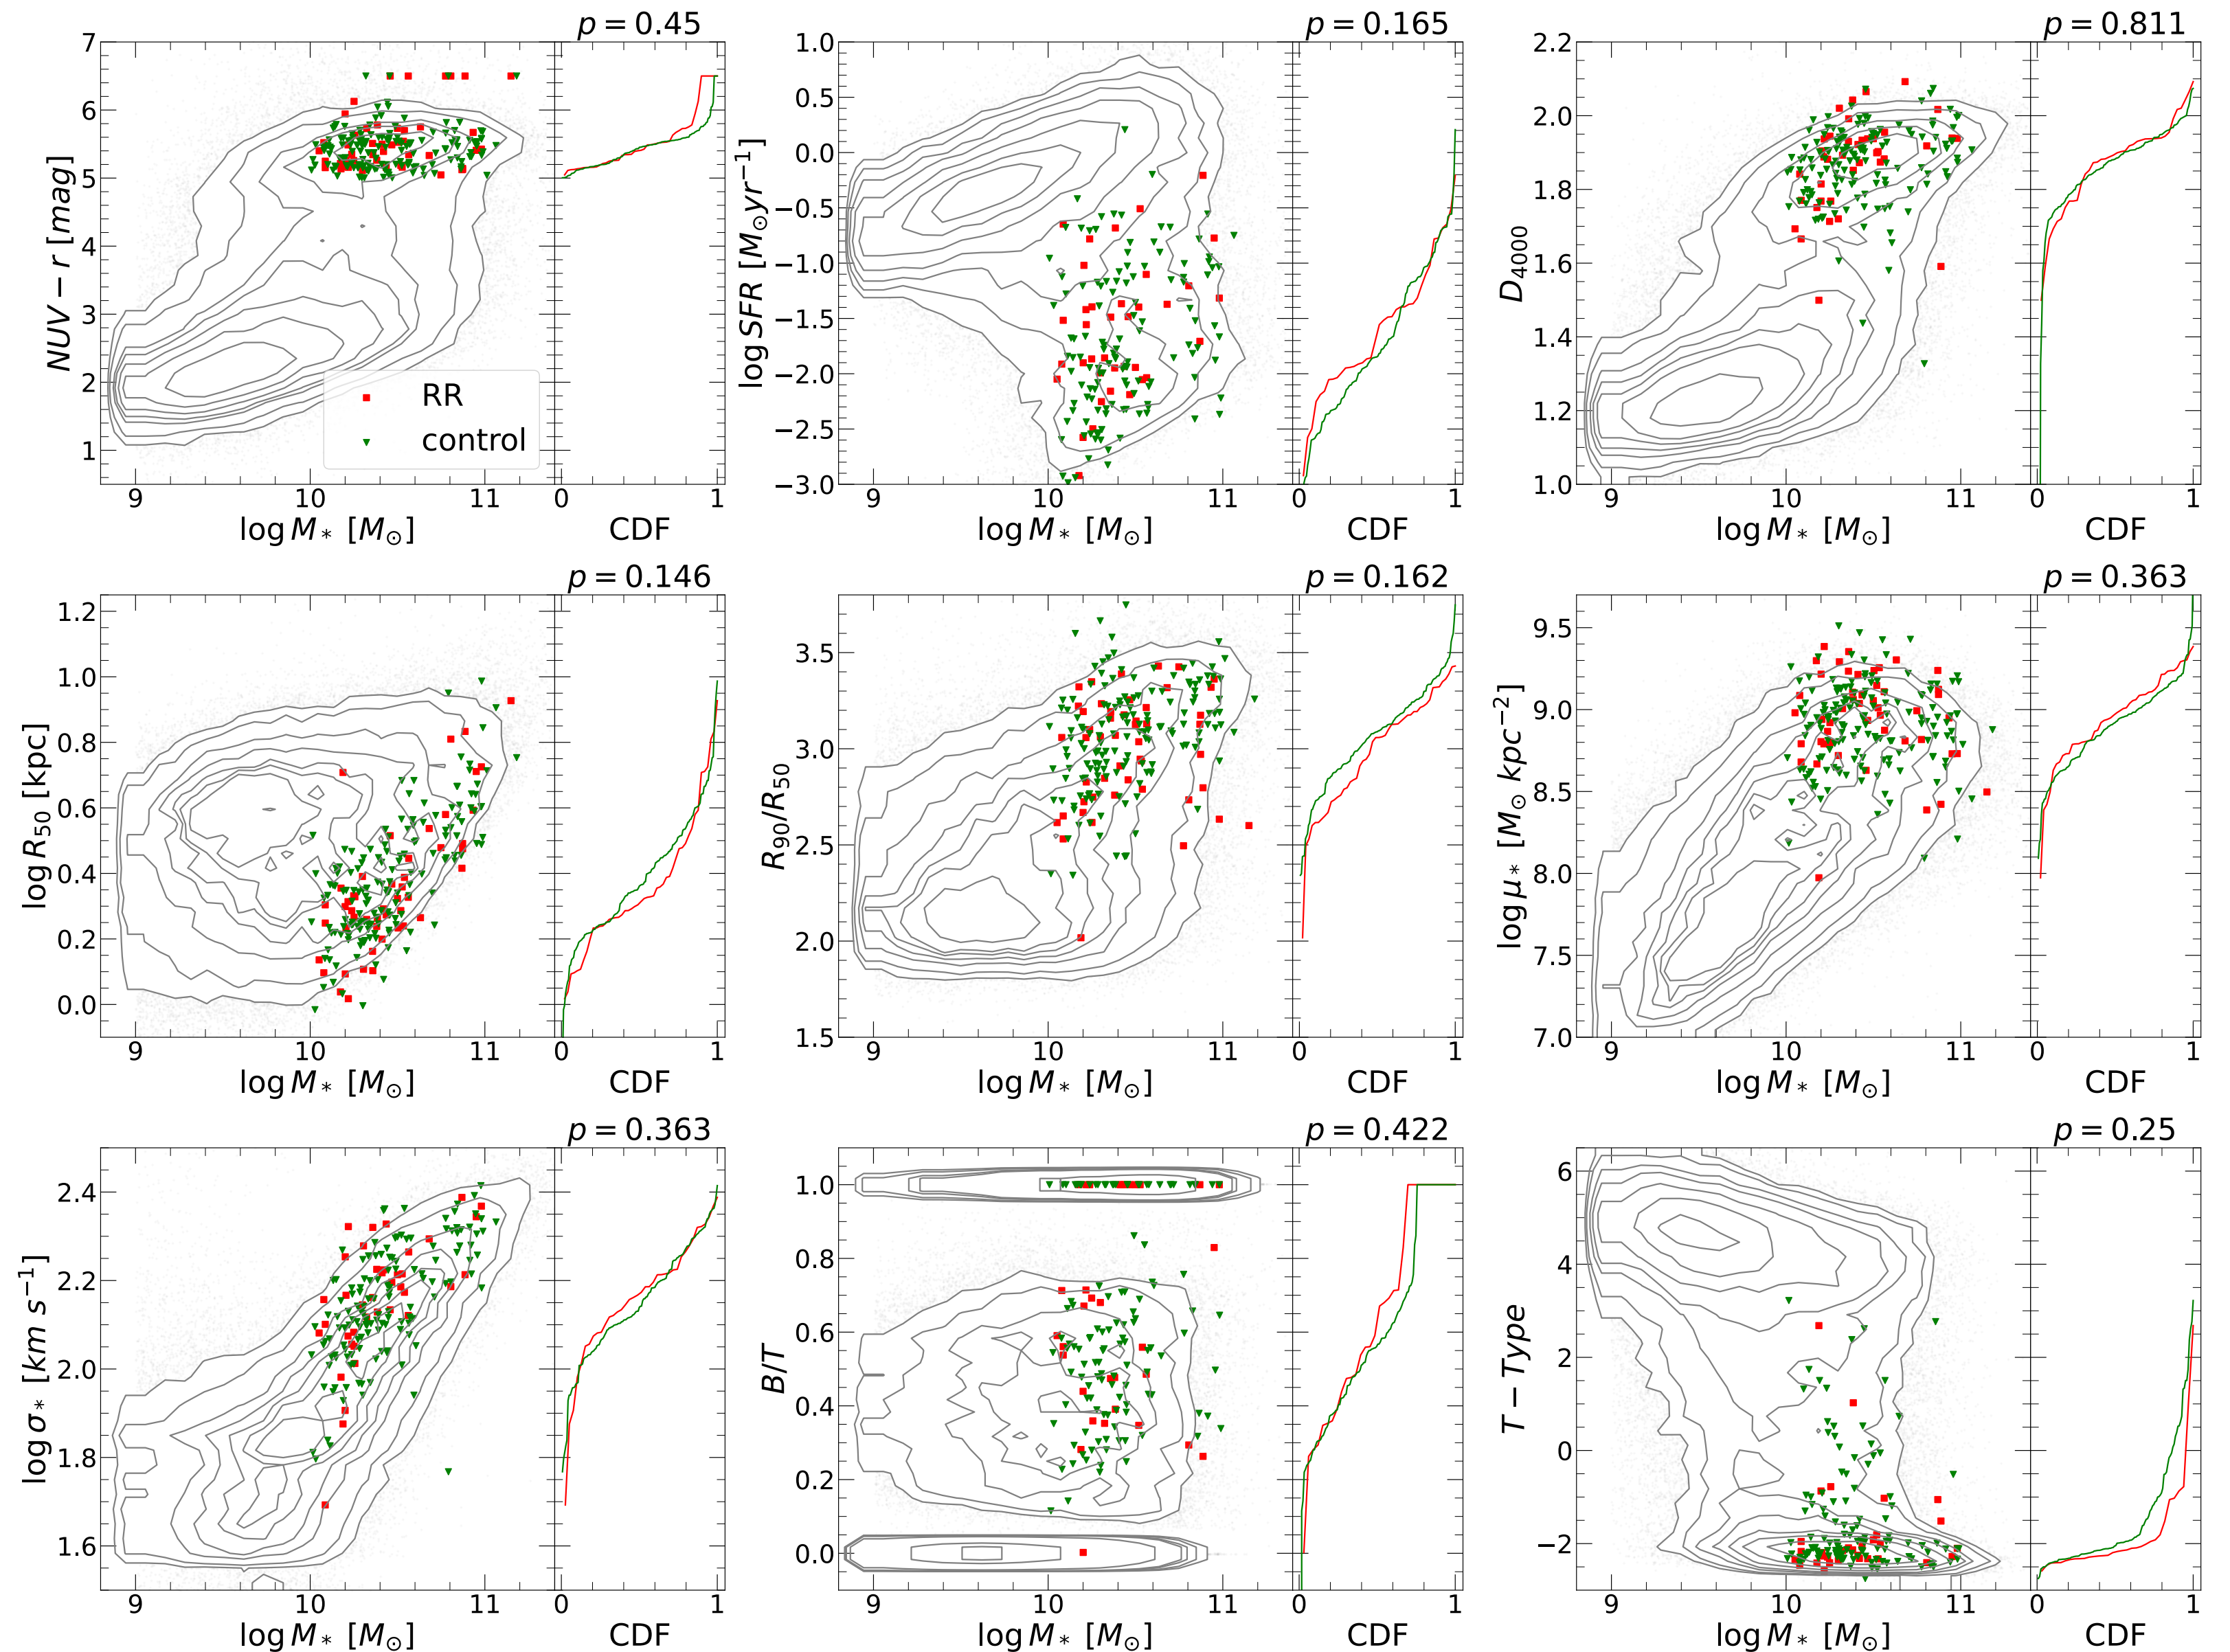 p = 0.45
p = 0.165
p = 0.811
7
6
5
4
3
2
1
NUV − r [mag]
RR
control
9 10 11
0 1
log M* [M⊙]
CDF
1.0
0.5
0.0
−0.5
−1.0
−1.5
−2.0
−2.5
−3.0
log SFR [M⊙yr⁻¹]
9 10 11
0 1
log M* [M⊙]
CDF
2.2
2.0
1.8
1.6
1.4
1.2
1.0
D4000
9 10 11
0 1
log M* [M⊙]
CDF
p = 0.146
p = 0.162
p = 0.363
1.2
1.0
0.8
0.6
0.4
0.2
0.0
log R50 [kpc]
9 10 11
0 1
log M* [M⊙]
CDF
3.5
3.0
2.5
2.0
1.5
R90/R50
9 10 11
0 1
log M* [M⊙]
CDF
9.5
9.0
8.5
8.0
7.5
7.0
log μ* [M⊙ kpc⁻²]
9 10 11
0 1
log M* [M⊙]
CDF
p = 0.363
p = 0.422
p = 0.25
2.4
2.2
2.0
1.8
1.6
log σ* [km s⁻¹]
9 10 11
0 1
log M* [M⊙]
CDF
1.0
0.8
0.6
0.4
0.2
0.0
B/T
9 10 11
0 1
log M* [M⊙]
CDF
6
4
2
0
−2
T − Type
9 10 11
0 1
log M* [M⊙]
CDF